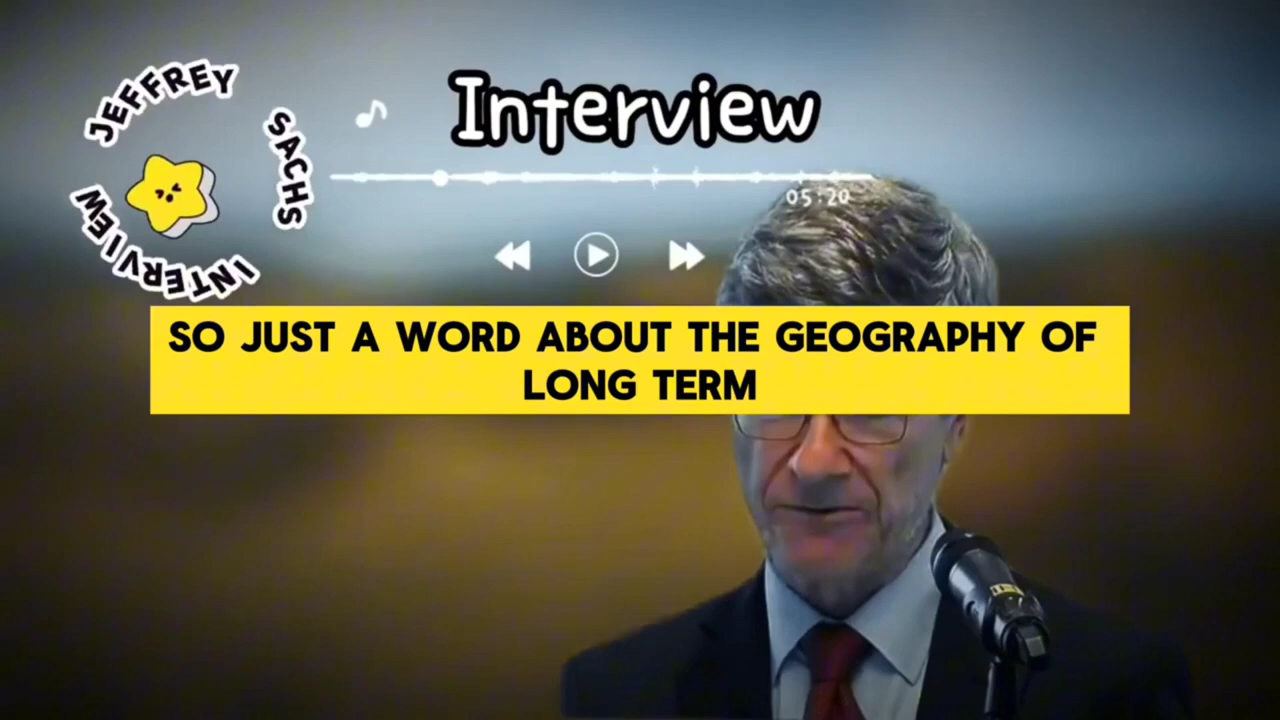 JEFFREY
SACHS
INTERVIEW
Interview
05:20
SO JUST A WORD ABOUT THE GEOGRAPHY OF
LONG TERM